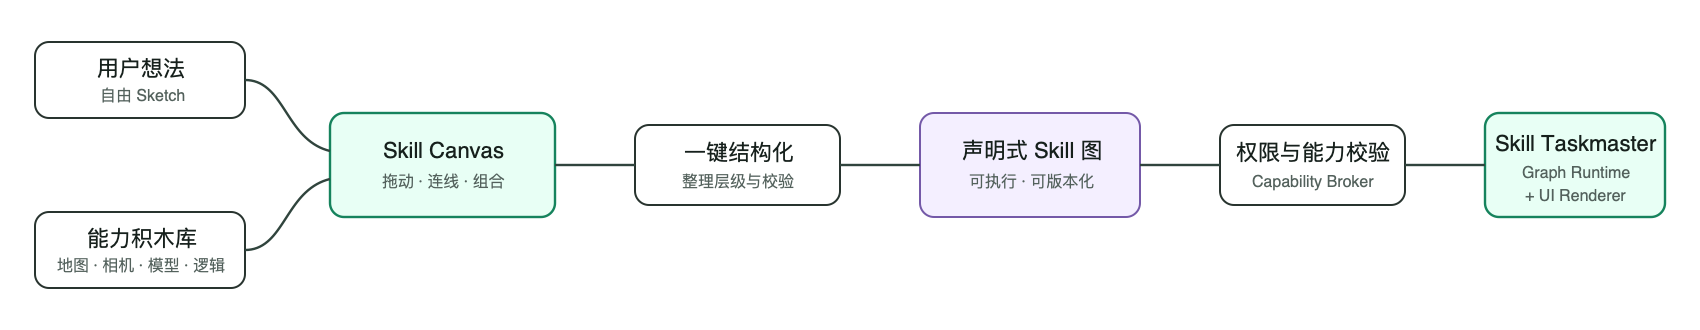 用户想法
自由 Sketch
能力积木库
地图 · 相机 · 模型 · 逻辑
Skill Canvas
拖动 · 连线 · 组合
一键结构化
整理层级与校验
声明式 Skill 图
可执行 · 可版本化
权限与能力校验
Capability Broker
Skill Taskmaster
Graph Runtime
+ UI Renderer